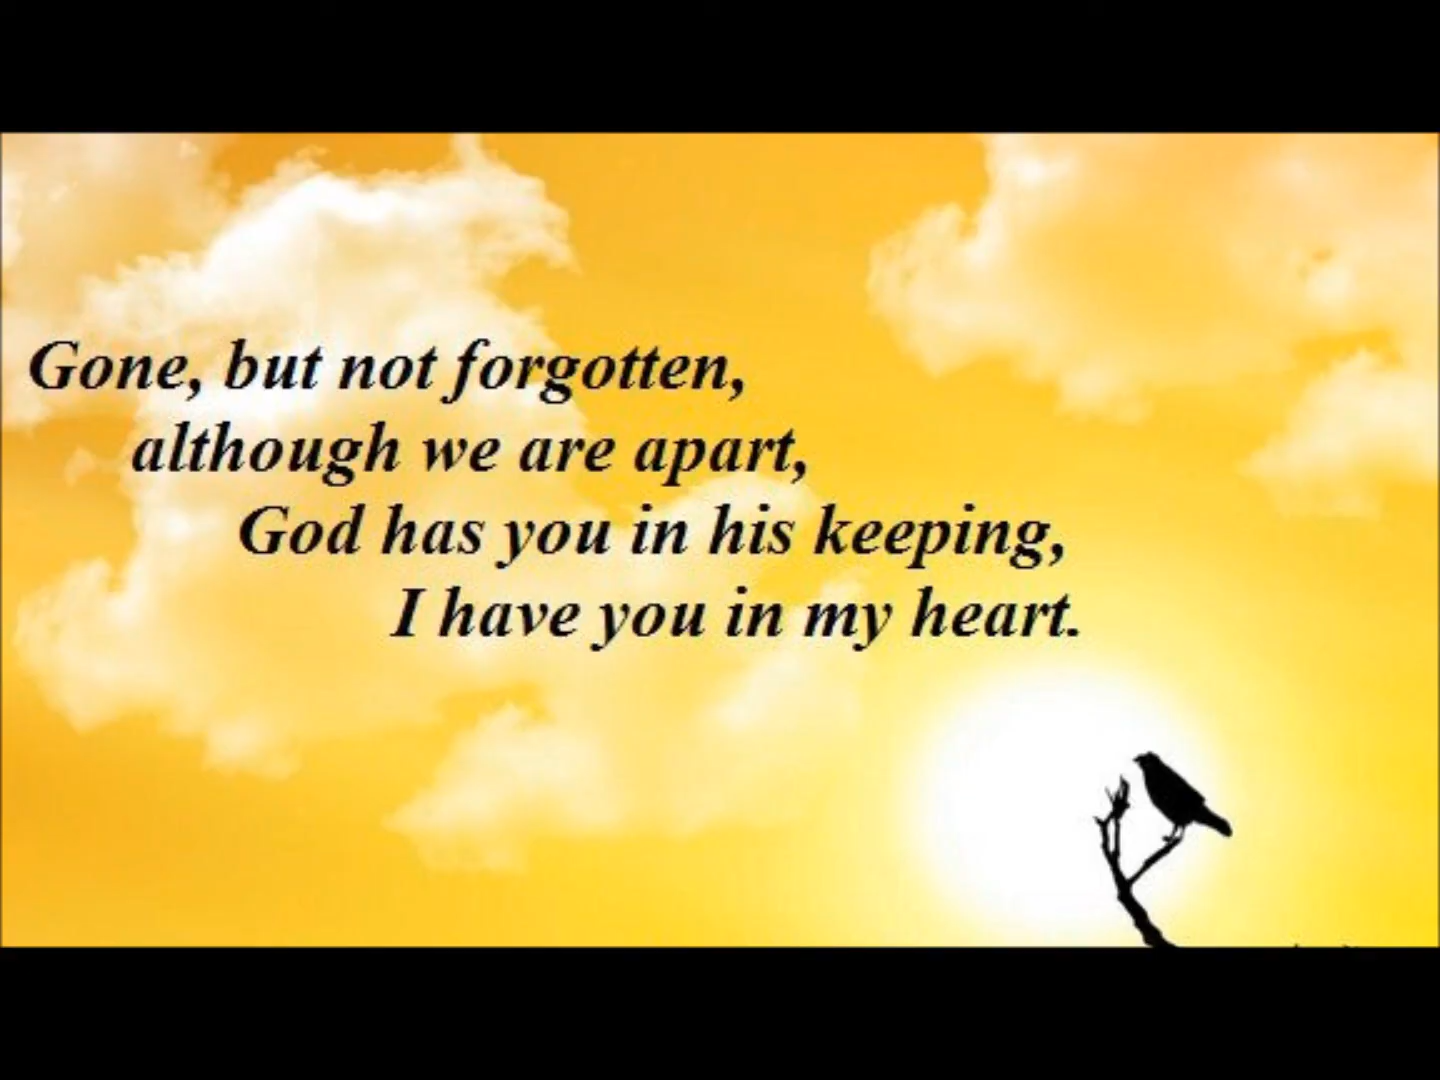 Gone, but not forgotten,
although we are apart,
God has you in his keeping,
I have you in my heart.